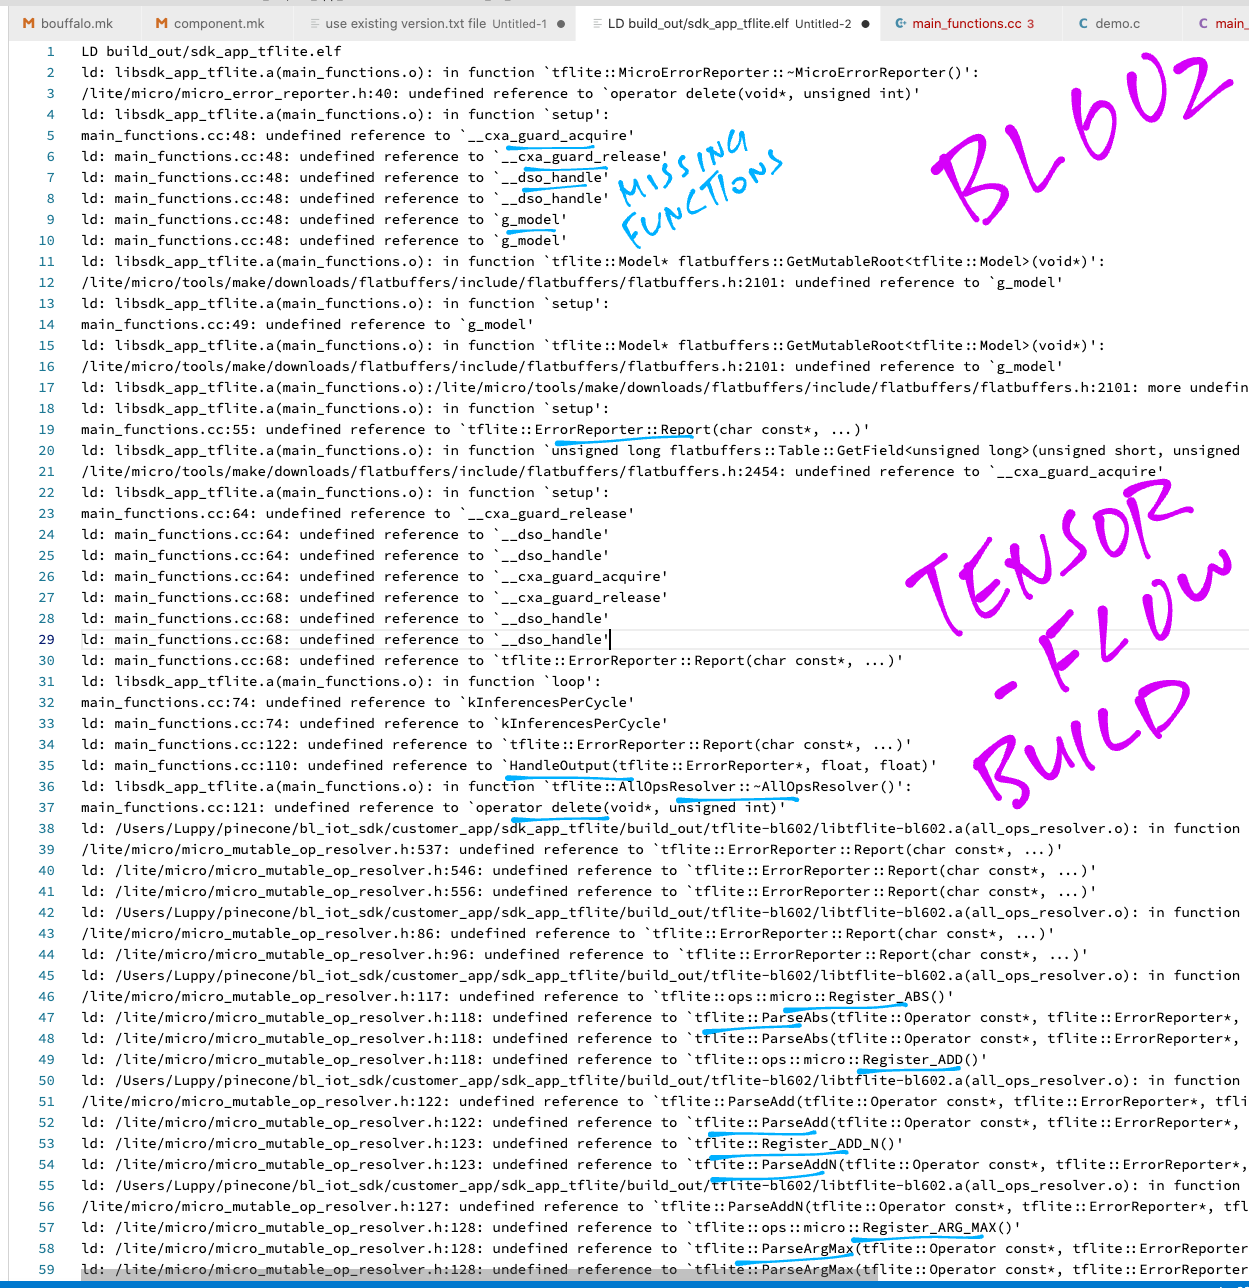 bouffalo.mk component.mk use existing version.txt file Untitled-1 LD build_out/sdk_app_tflite.elf Untitled-2 main_functions.cc 3 demo.c main_
1 LD build_out/sdk_app_tflite.elf
2 ld: libsdk_app_tflite.a(main_functions.o): in function `tflite::MicroErrorReporter::~MicroErrorReporter()':
3 /lite/micro/micro_error_reporter.h:40: undefined reference to `operator delete(void*, unsigned int)'
4 ld: libsdk_app_tflite.a(main_functions.o): in function `setup':
5 main_functions.cc:48: undefined reference to `__cxa_guard_acquire'
6 ld: main_functions.cc:48: undefined reference to `__cxa_guard_release'
7 ld: main_functions.cc:48: undefined reference to `__dso_handle'
8 ld: main_functions.cc:48: undefined reference to `__dso_handle'
9 ld: main_functions.cc:48: undefined reference to `g_model'
10 ld: main_functions.cc:48: undefined reference to `g_model'
MISSING
FUNCTIONS
BL602
11 ld: libsdk_app_tflite.a(main_functions.o): in function `tflite::Model* flatbuffers::GetMutableRoot<tflite::Model>(void*)':
12 /lite/micro/tools/make/downloads/flatbuffers/include/flatbuffers/flatbuffers.h:2101: undefined reference to `g_model'
13 ld: libsdk_app_tflite.a(main_functions.o): in function `setup':
14 main_functions.cc:49: undefined reference to `g_model'
15 ld: libsdk_app_tflite.a(main_functions.o): in function `tflite::Model* flatbuffers::GetMutableRoot<tflite::Model>(void*)':
16 /lite/micro/tools/make/downloads/flatbuffers/include/flatbuffers/flatbuffers.h:2101: undefined reference to `g_model'
17 ld: libsdk_app_tflite.a(main_functions.o):/lite/micro/tools/make/downloads/flatbuffers/include/flatbuffers/flatbuffers.h:2101: more undefin
18 ld: libsdk_app_tflite.a(main_functions.o): in function `setup':
19 main_functions.cc:55: undefined reference to `tflite::ErrorReporter::Report(char const*, ...)'
20 ld: libsdk_app_tflite.a(main_functions.o): in function `unsigned long flatbuffers::Table::GetField<unsigned long>(unsigned short, unsigned
21 /lite/micro/tools/make/downloads/flatbuffers/include/flatbuffers/flatbuffers.h:2454: undefined reference to `__cxa_guard_acquire'
22 ld: libsdk_app_tflite.a(main_functions.o): in function `setup':
23 main_functions.cc:64: undefined reference to `__cxa_guard_release'
24 ld: main_functions.cc:64: undefined reference to `__dso_handle'
25 ld: main_functions.cc:64: undefined reference to `__dso_handle'
26 ld: main_functions.cc:64: undefined reference to `__cxa_guard_acquire'
27 ld: main_functions.cc:68: undefined reference to `__cxa_guard_release'
28 ld: main_functions.cc:68: undefined reference to `__dso_handle'
29 ld: main_functions.cc:68: undefined reference to `__dso_handle'
30 ld: main_functions.cc:68: undefined reference to `tflite::ErrorReporter::Report(char const*, ...)'
31 ld: libsdk_app_tflite.a(main_functions.o): in function `loop':
32 main_functions.cc:74: undefined reference to `kInferencesPerCycle'
33 ld: main_functions.cc:74: undefined reference to `kInferencesPerCycle'
34 ld: main_functions.cc:122: undefined reference to `tflite::ErrorReporter::Report(char const*, ...)'
35 ld: main_functions.cc:110: undefined reference to `HandleOutput(tflite::ErrorReporter*, float, float)'
36 ld: libsdk_app_tflite.a(main_functions.o): in function `tflite::AllOpsResolver::~AllOpsResolver()':
37 main_functions.cc:121: undefined reference to `operator delete(void*, unsigned int)'
TENSOR
-FLOW
BUILD
38 ld: /Users/Luppy/pinecone/bl_iot_sdk/customer_app/sdk_app_tflite/build_out/tflite-bl602/libtflite-bl602.a(all_ops_resolver.o): in function
39 /lite/micro/micro_mutable_op_resolver.h:537: undefined reference to `tflite::ErrorReporter::Report(char const*, ...)'
40 ld: /lite/micro/micro_mutable_op_resolver.h:546: undefined reference to `tflite::ErrorReporter::Report(char const*, ...)'
41 ld: /lite/micro/micro_mutable_op_resolver.h:556: undefined reference to `tflite::ErrorReporter::Report(char const*, ...)'
42 ld: /Users/Luppy/pinecone/bl_iot_sdk/customer_app/sdk_app_tflite/build_out/tflite-bl602/libtflite-bl602.a(all_ops_resolver.o): in function
43 /lite/micro/micro_mutable_op_resolver.h:86: undefined reference to `tflite::ErrorReporter::Report(char const*, ...)'
44 ld: /lite/micro/micro_mutable_op_resolver.h:96: undefined reference to `tflite::ErrorReporter::Report(char const*, ...)'
45 ld: /Users/Luppy/pinecone/bl_iot_sdk/customer_app/sdk_app_tflite/build_out/tflite-bl602/libtflite-bl602.a(all_ops_resolver.o): in function
46 /lite/micro/micro_mutable_op_resolver.h:117: undefined reference to `tflite::ops::micro::Register_ABS()'
47 ld: /lite/micro/micro_mutable_op_resolver.h:118: undefined reference to `tflite::ParseAbs(tflite::Operator const*, tflite::ErrorReporter*,
48 ld: /lite/micro/micro_mutable_op_resolver.h:118: undefined reference to `tflite::ParseAbs(tflite::Operator const*, tflite::ErrorReporter*,
49 ld: /lite/micro/micro_mutable_op_resolver.h:118: undefined reference to `tflite::ops::micro::Register_ADD()'
50 ld: /Users/Luppy/pinecone/bl_iot_sdk/customer_app/sdk_app_tflite/build_out/tflite-bl602/libtflite-bl602.a(all_ops_resolver.o): in function
51 /lite/micro/micro_mutable_op_resolver.h:122: undefined reference to `tflite::ParseAdd(tflite::Operator const*, tflite::ErrorReporter*, tfli
52 ld: /lite/micro/micro_mutable_op_resolver.h:122: undefined reference to `tflite::ParseAdd(tflite::Operator const*, tflite::ErrorReporter*,
53 ld: /lite/micro/micro_mutable_op_resolver.h:123: undefined reference to `tflite::Register_ADD_N()'
54 ld: /lite/micro/micro_mutable_op_resolver.h:123: undefined reference to `tflite::ParseAddN(tflite::Operator const*, tflite::ErrorReporter*,
55 ld: /Users/Luppy/pinecone/bl_iot_sdk/customer_app/sdk_app_tflite/build_out/tflite-bl602/libtflite-bl602.a(all_ops_resolver.o): in function
56 /lite/micro/micro_mutable_op_resolver.h:127: undefined reference to `tflite::ParseAddN(tflite::Operator const*, tflite::ErrorReporter*, tfl
57 ld: /lite/micro/micro_mutable_op_resolver.h:128: undefined reference to `tflite::ops::micro::Register_ARG_MAX()'
58 ld: /lite/micro/micro_mutable_op_resolver.h:128: undefined reference to `tflite::ParseArgMax(tflite::Operator const*, tflite::ErrorReporter
59 ld: /lite/micro/micro_mutable_op_resolver.h:128: undefined reference to `tflite::ParseArgMax(tflite::Operator const*, tflite::ErrorReporter